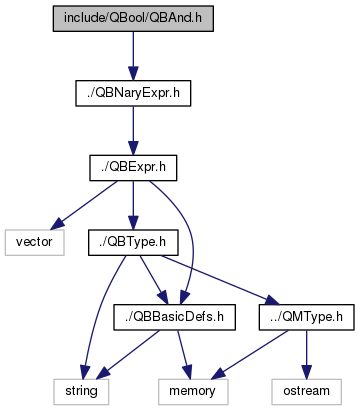 include/QBool/QBAnd.h
./QBNaryExpr.h
./QBExpr.h
vector
./QBType.h
./QBBasicDefs.h
../QMType.h
string
memory
ostream